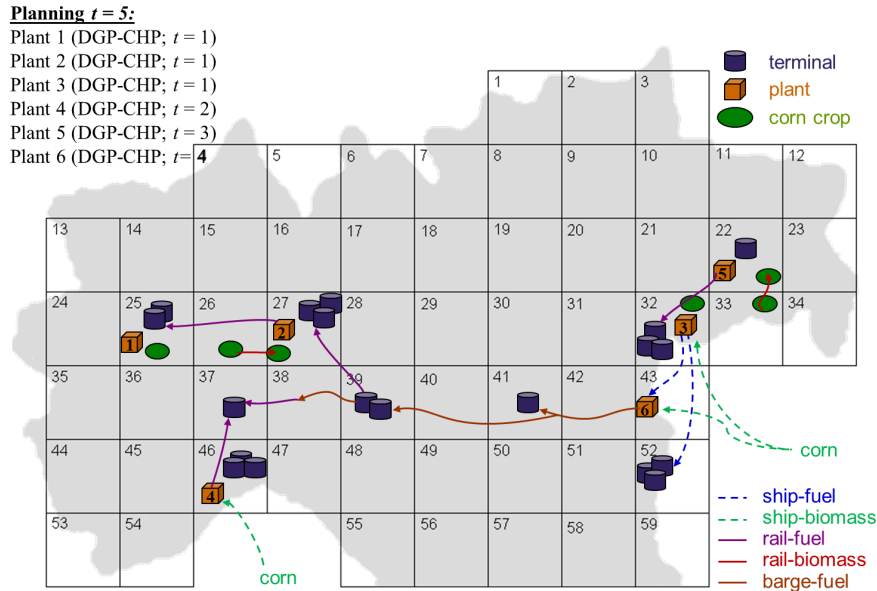 Planning t = 5:
Plant 1 (DGP-CHP; t = 1)
Plant 2 (DGP-CHP; t = 1)
Plant 3 (DGP-CHP; t = 1)
Plant 4 (DGP-CHP; t = 2)
Plant 5 (DGP-CHP; t = 3)
Plant 6 (DGP-CHP; t= 4
terminal
plant
corn crop
1 2 3
5 6 7 8 9 10 11 12
13 14 15 16 17 18 19 20 21 22 23
5
24 25 26 27 28 29 30 31 32 33 34
1 2 3
35 36 37 38 39 40 41 42 43
6
44 45 46 47 48 49 50 51 52
4
corn
53 54 55 56 57 58 59
corn
ship-fuel
ship-biomass
rail-fuel
rail-biomass
barge-fuel